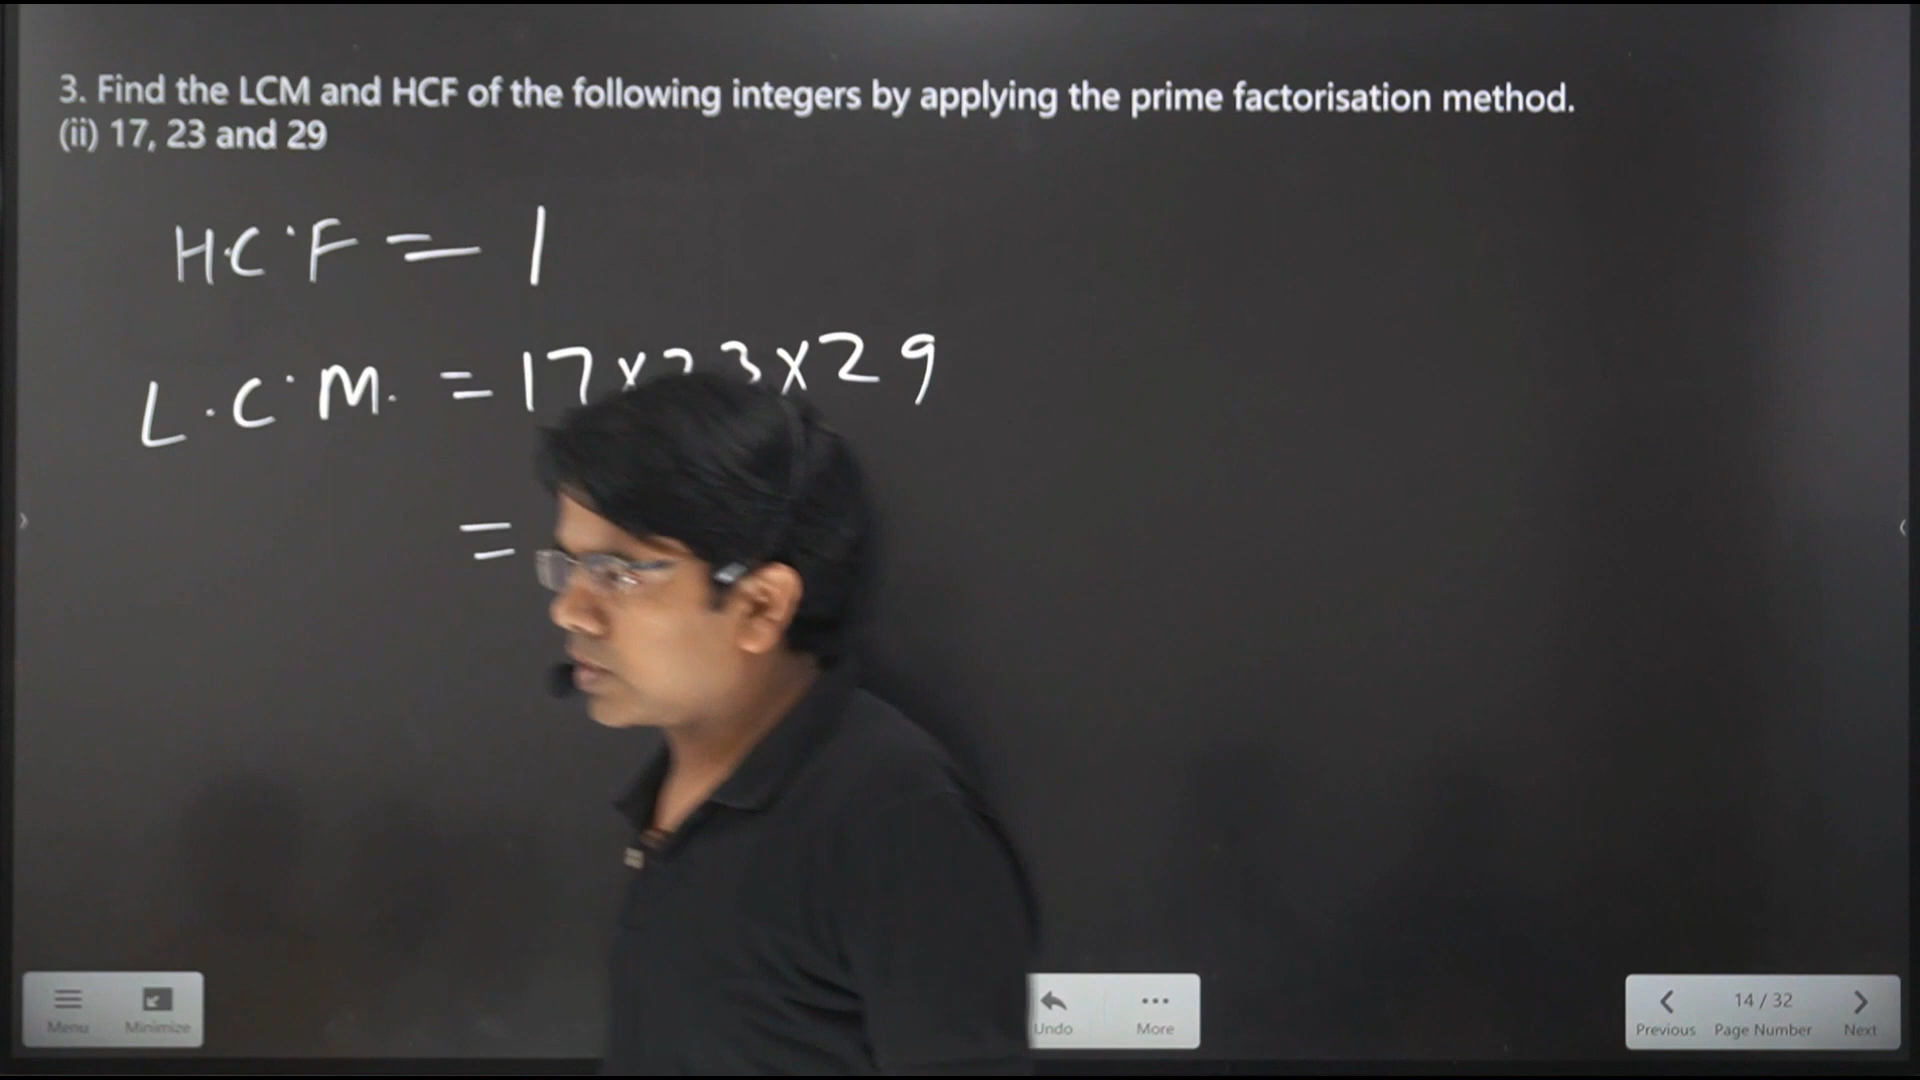 3. Find the LCM and HCF of the following integers by applying the prime factorisation method.
(ii) 17, 23 and 29
H.C.F = 1
L.C.M. = 17x23x29
=
Menu
Minimize
Undo
More
14 / 32
Previous
Page Number
Next